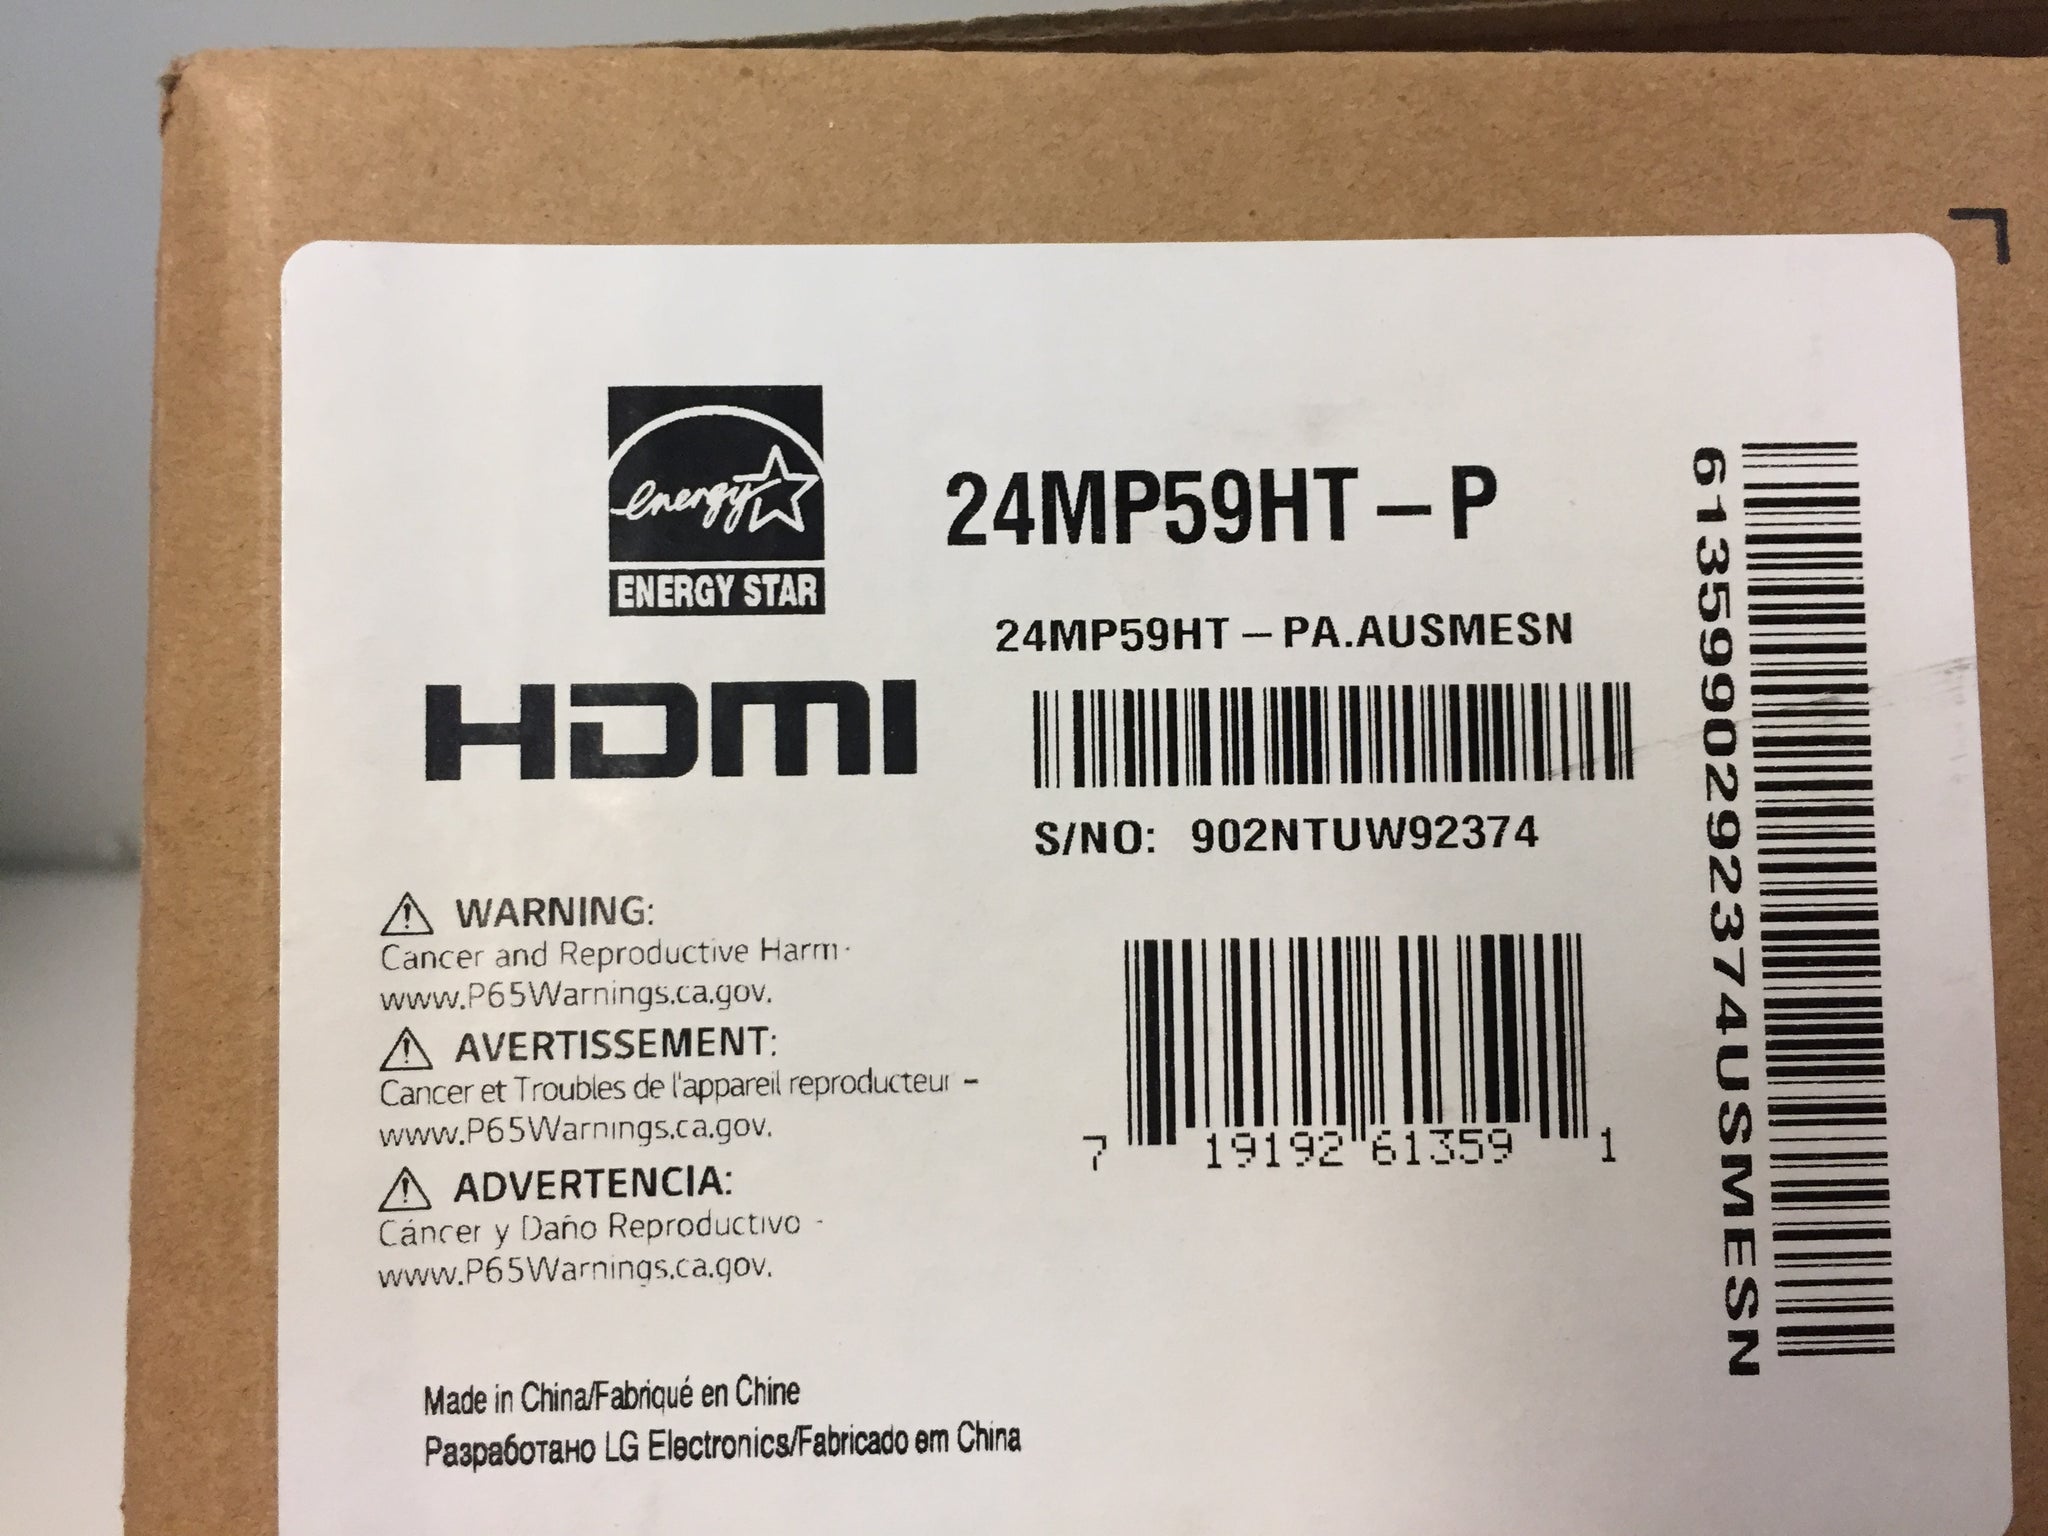 energy
ENERGY STAR
24MP59HT-P
24MP59HT-PA.AUSMESN
HDMI
S/NO: 902NTUW92374
WARNING:
Cancer and Reproductive Harm -
www.P65Warnings.ca.gov.
AVERTISSEMENT:
Cancer et Troubles de l'appareil reproducteur -
www.P65Warnings.ca.gov.
ADVERTENCIA:
Cáncer y Daño Reproductivo -
www.P65Warnings.ca.gov.
7 19192 61359 1
6135990292374USMESN
Made in China/Fabriqué en Chine
Разработано LG Electronics/Fabricado em China